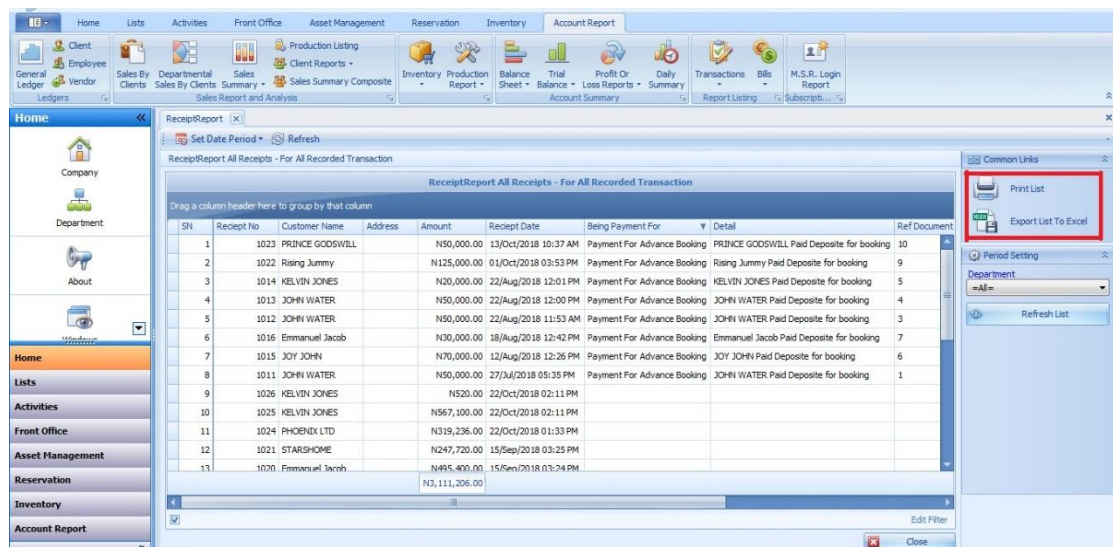 Home Lists Activities Front Office Asset Management Reservation Inventory Account Report
General Ledger
Client
Employee
Vendor
Ledgers
Sales By Clients
Departmental Sales By Clients
Sales Summary
Production Listing
Client Reports
Sales Summary Composite
Sales Report and Analysis
Inventory
Production Report
Balance Sheet
Trial Balance
Profit Or Loss Reports
Daily Summary
Account Summary
Transactions
Bills
Report Listing
M.S.R. Login Report
Subscripti...
Home
Company
Department
About
Home
Lists
Activities
Front Office
Asset Management
Reservation
Inventory
Account Report
ReceiptReport
Set Date Period Refresh
ReceiptReport All Receipts - For All Recorded Transaction
ReceiptReport All Receipts - For All Recorded Transaction
Drag a column header here to group by that column
SN Reciept No Customer Name Address Amount Reciept Date Being Payment For Detail Ref Document
1 1023 PRINCE GODSWILL N50,000.00 13/Oct/2018 10:37 AM Payment For Advance Booking PRINCE GODSWILL Paid Deposite for booking 10
2 1022 Rising Jummy N125,000.00 01/Oct/2018 03:53 PM Payment For Advance Booking Rising Jummy Paid Deposite for booking 9
3 1014 KELVIN JONES N20,000.00 22/Aug/2018 12:01 PM Payment For Advance Booking KELVIN JONES Paid Deposite for booking 5
4 1013 JOHN WATER N50,000.00 22/Aug/2018 12:00 PM Payment For Advance Booking JOHN WATER Paid Deposite for booking 4
5 1012 JOHN WATER N50,000.00 22/Aug/2018 11:53 AM Payment For Advance Booking JOHN WATER Paid Deposite for booking 3
6 1016 Emmanuel Jacob N30,000.00 18/Aug/2018 12:42 PM Payment For Advance Booking Emmanuel Jacob Paid Deposite for booking 7
7 1015 JOY JOHN N70,000.00 12/Aug/2018 12:26 PM Payment For Advance Booking JOY JOHN Paid Deposite for booking 6
8 1011 JOHN WATER N50,000.00 27/Jul/2018 05:35 PM Payment For Advance Booking JOHN WATER Paid Deposite for booking 1
9 1026 KELVIN JONES N520.00 22/Oct/2018 02:11 PM
10 1025 KELVIN JONES N567,100.00 22/Oct/2018 02:11 PM
11 1024 PHOENIX LTD N319,236.00 22/Oct/2018 01:33 PM
12 1021 STARSHOME N247,720.00 15/Sep/2018 03:25 PM
13 1020 Emmanuel Jacob N495,400.00 15/Sep/2018 03:24 PM
N3,111,206.00
Edit Filter
Close
Common Links
Print List
Export List To Excel
Period Setting
Department
=All=
Refresh List